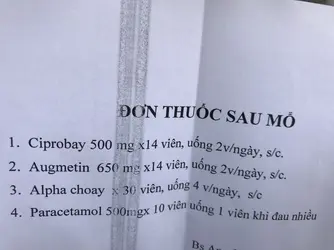 ĐƠN THUỐC SAU MỔ
1. Ciprobay 500 mg x14 viên, uống 2v/ngày, s/c.
2. Augmetin 650 mg x14 viên, uống 2v/ngày, s/c.
3. Alpha choay x 30 viên, uống 4 v/ngày, s/c
4. Paracetamol 500mgx 10 viên uống 1 viên khi đau nhiều
Bs